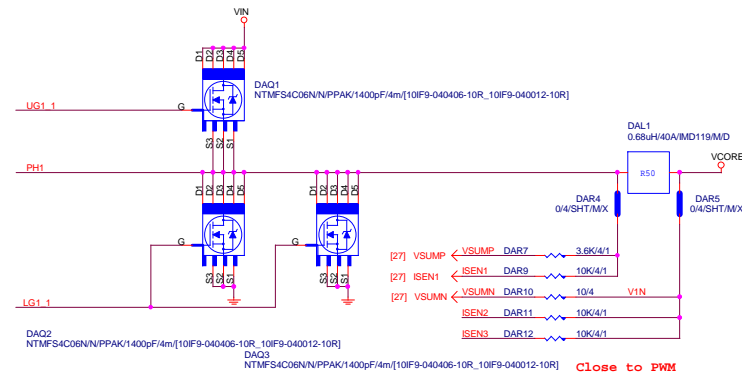 VIN
D1 D2 D3 D4 D5
DAQ1
NTMFS4C06N/N/PPAK/1400pF/4m/[10IF9-040406-10R_10IF9-040012-10R]
UG1_1
G
S3 S2 S1
DAL1
0.68uH/40A/IMD119/M/D
VCORE
PH1
R50
D1 D2 D3 D4 D5
D1 D2 D3 D4 D5
DAR4
0/4/SHT/M/X
DAR5
0/4/SHT/M/X
G
G
S3 S2 S1
S3 S2 S1
[27] VSUMP VSUMP DAR7 3.6K/4/1
[27] ISEN1 ISEN1 DAR9 10K/4/1
[27] VSUMN VSUMN DAR10 10/4 V1N
ISEN2 DAR11 10K/4/1
ISEN3 DAR12 10K/4/1
LG1_1
DAQ2
NTMFS4C06N/N/PPAK/1400pF/4m/[10IF9-040406-10R_10IF9-040012-10R]
DAQ3
NTMFS4C06N/N/PPAK/1400pF/4m/[10IF9-040406-10R_10IF9-040012-10R]
Close to PWM